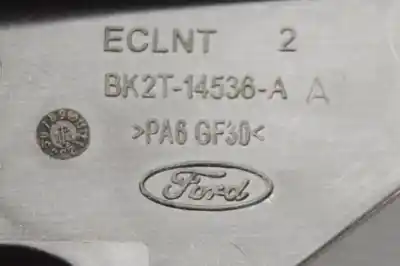 ECLNT 2
BK2T-14536-A A
>PA6 GF30<
Ford